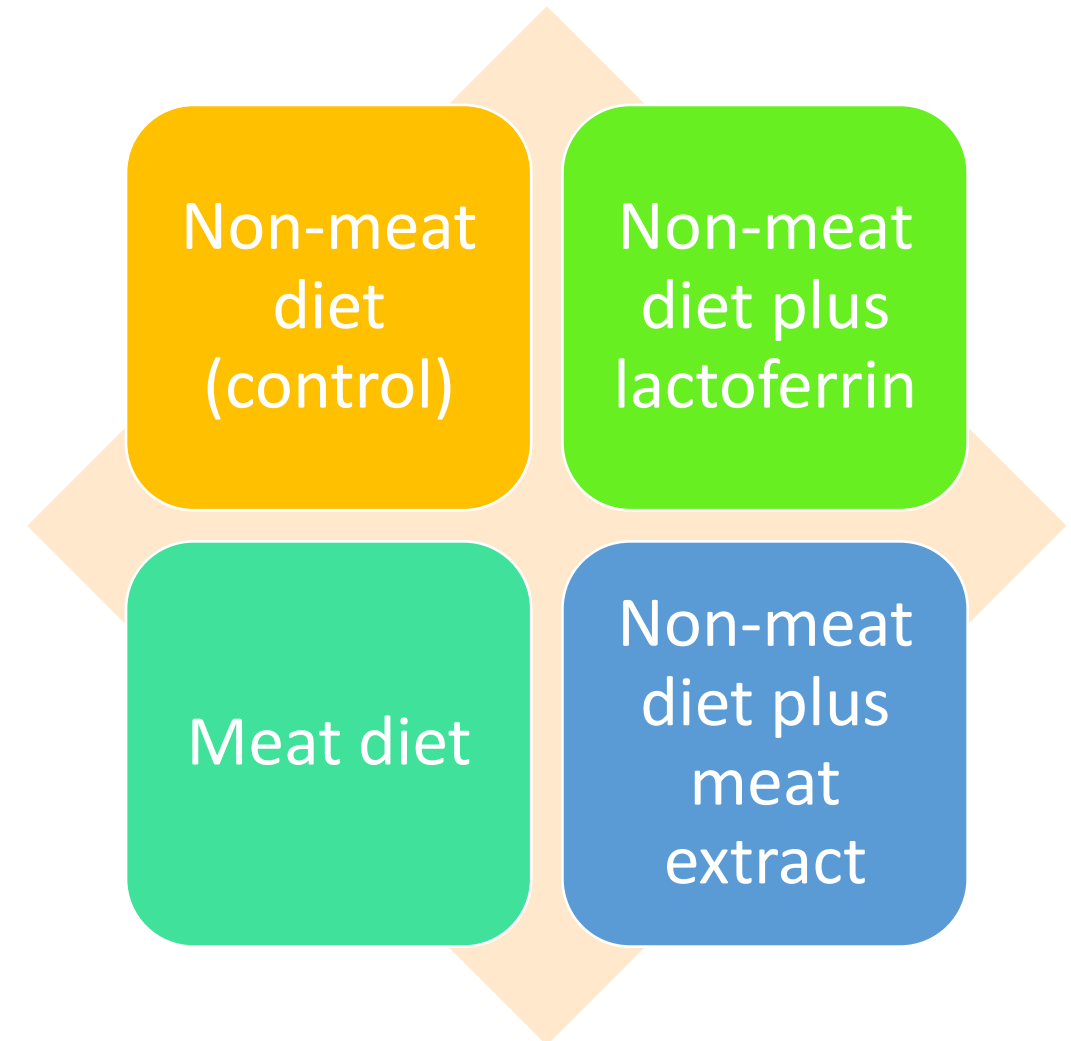 Non-meat
diet
(control)
Non-meat
diet plus
lactoferrin
Meat diet
Non-meat
diet plus
meat
extract